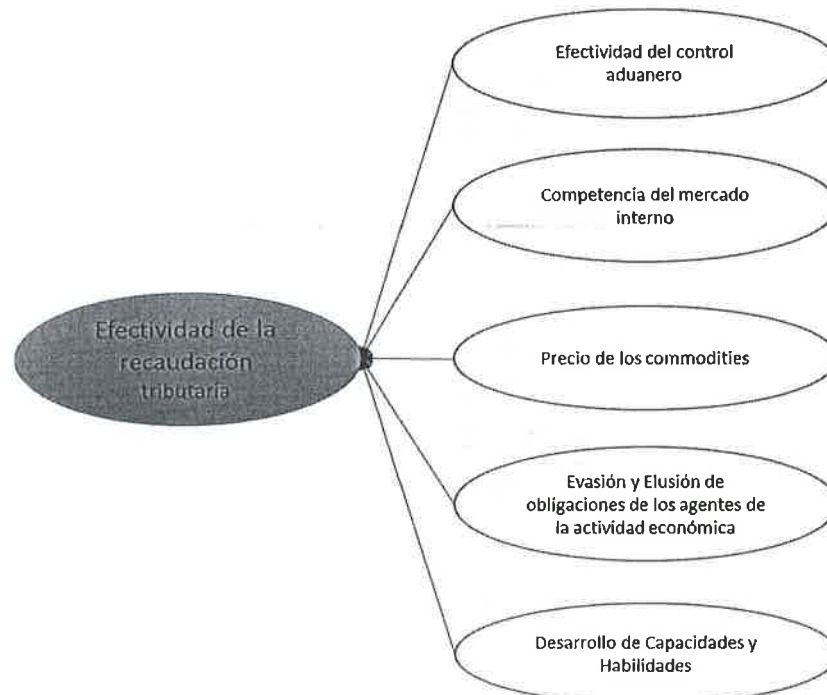 Efectividad del control
aduanero
Competencia del mercado
interno
Efectividad de la
recaudación
tributaria
Precio de los commodities
Evasión y Elusión de
obligaciones de los agentes de
la actividad económica
Desarrollo de Capacidades y
Habilidades